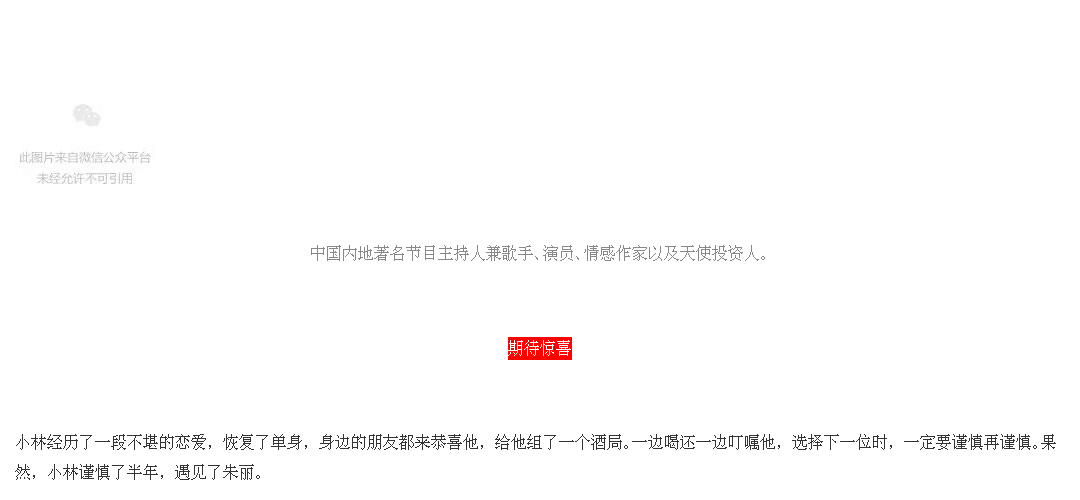 此图片来自微信公众平台
未经允许不可引用
中国内地著名节目主持人兼歌手、演员、情感作家以及天使投资人。
期待惊喜
小林经历了一段不堪的恋爱，恢复了单身，身边的朋友都来恭喜他，给他组了一个酒局。一边喝还一边叮嘱他，选择下一位时，一定要谨慎再谨慎。果
然，小林谨慎了半年，遇见了朱丽。